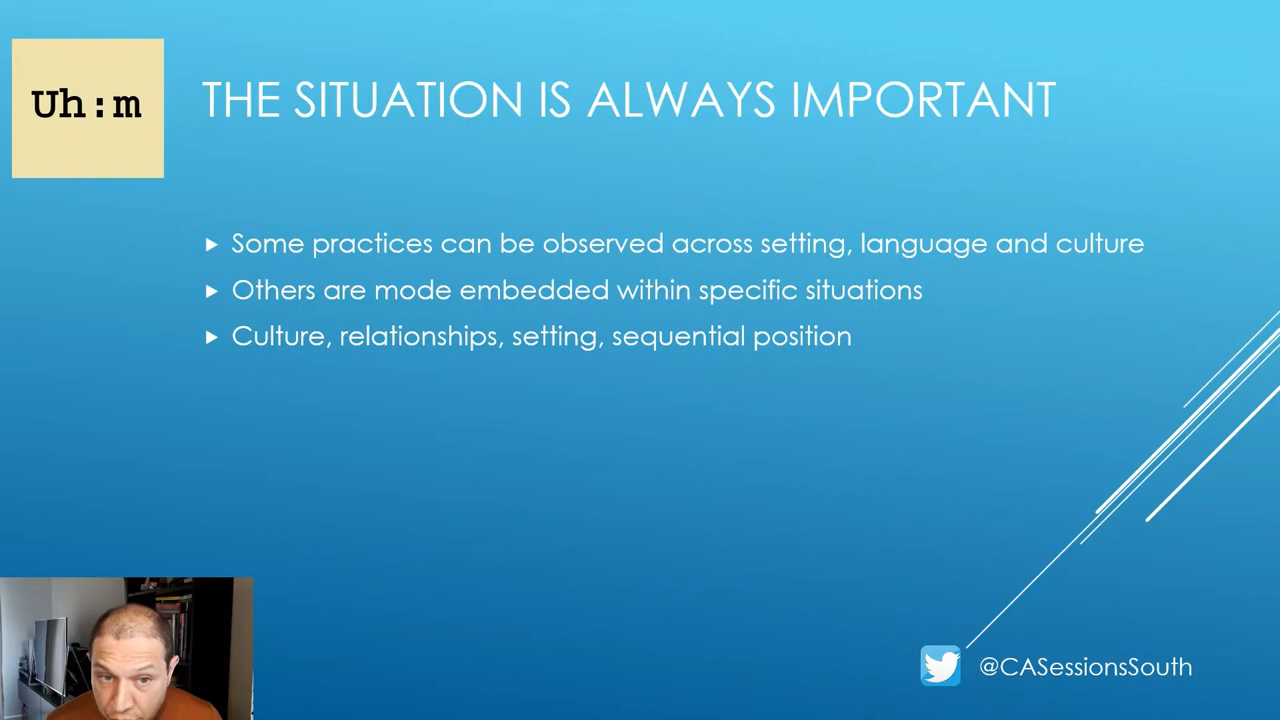 Uh:m
THE SITUATION IS ALWAYS IMPORTANT
Some practices can be observed across setting, language and culture
Others are mode embedded within specific situations
Culture, relationships, setting, sequential position
@CASessionsSouth